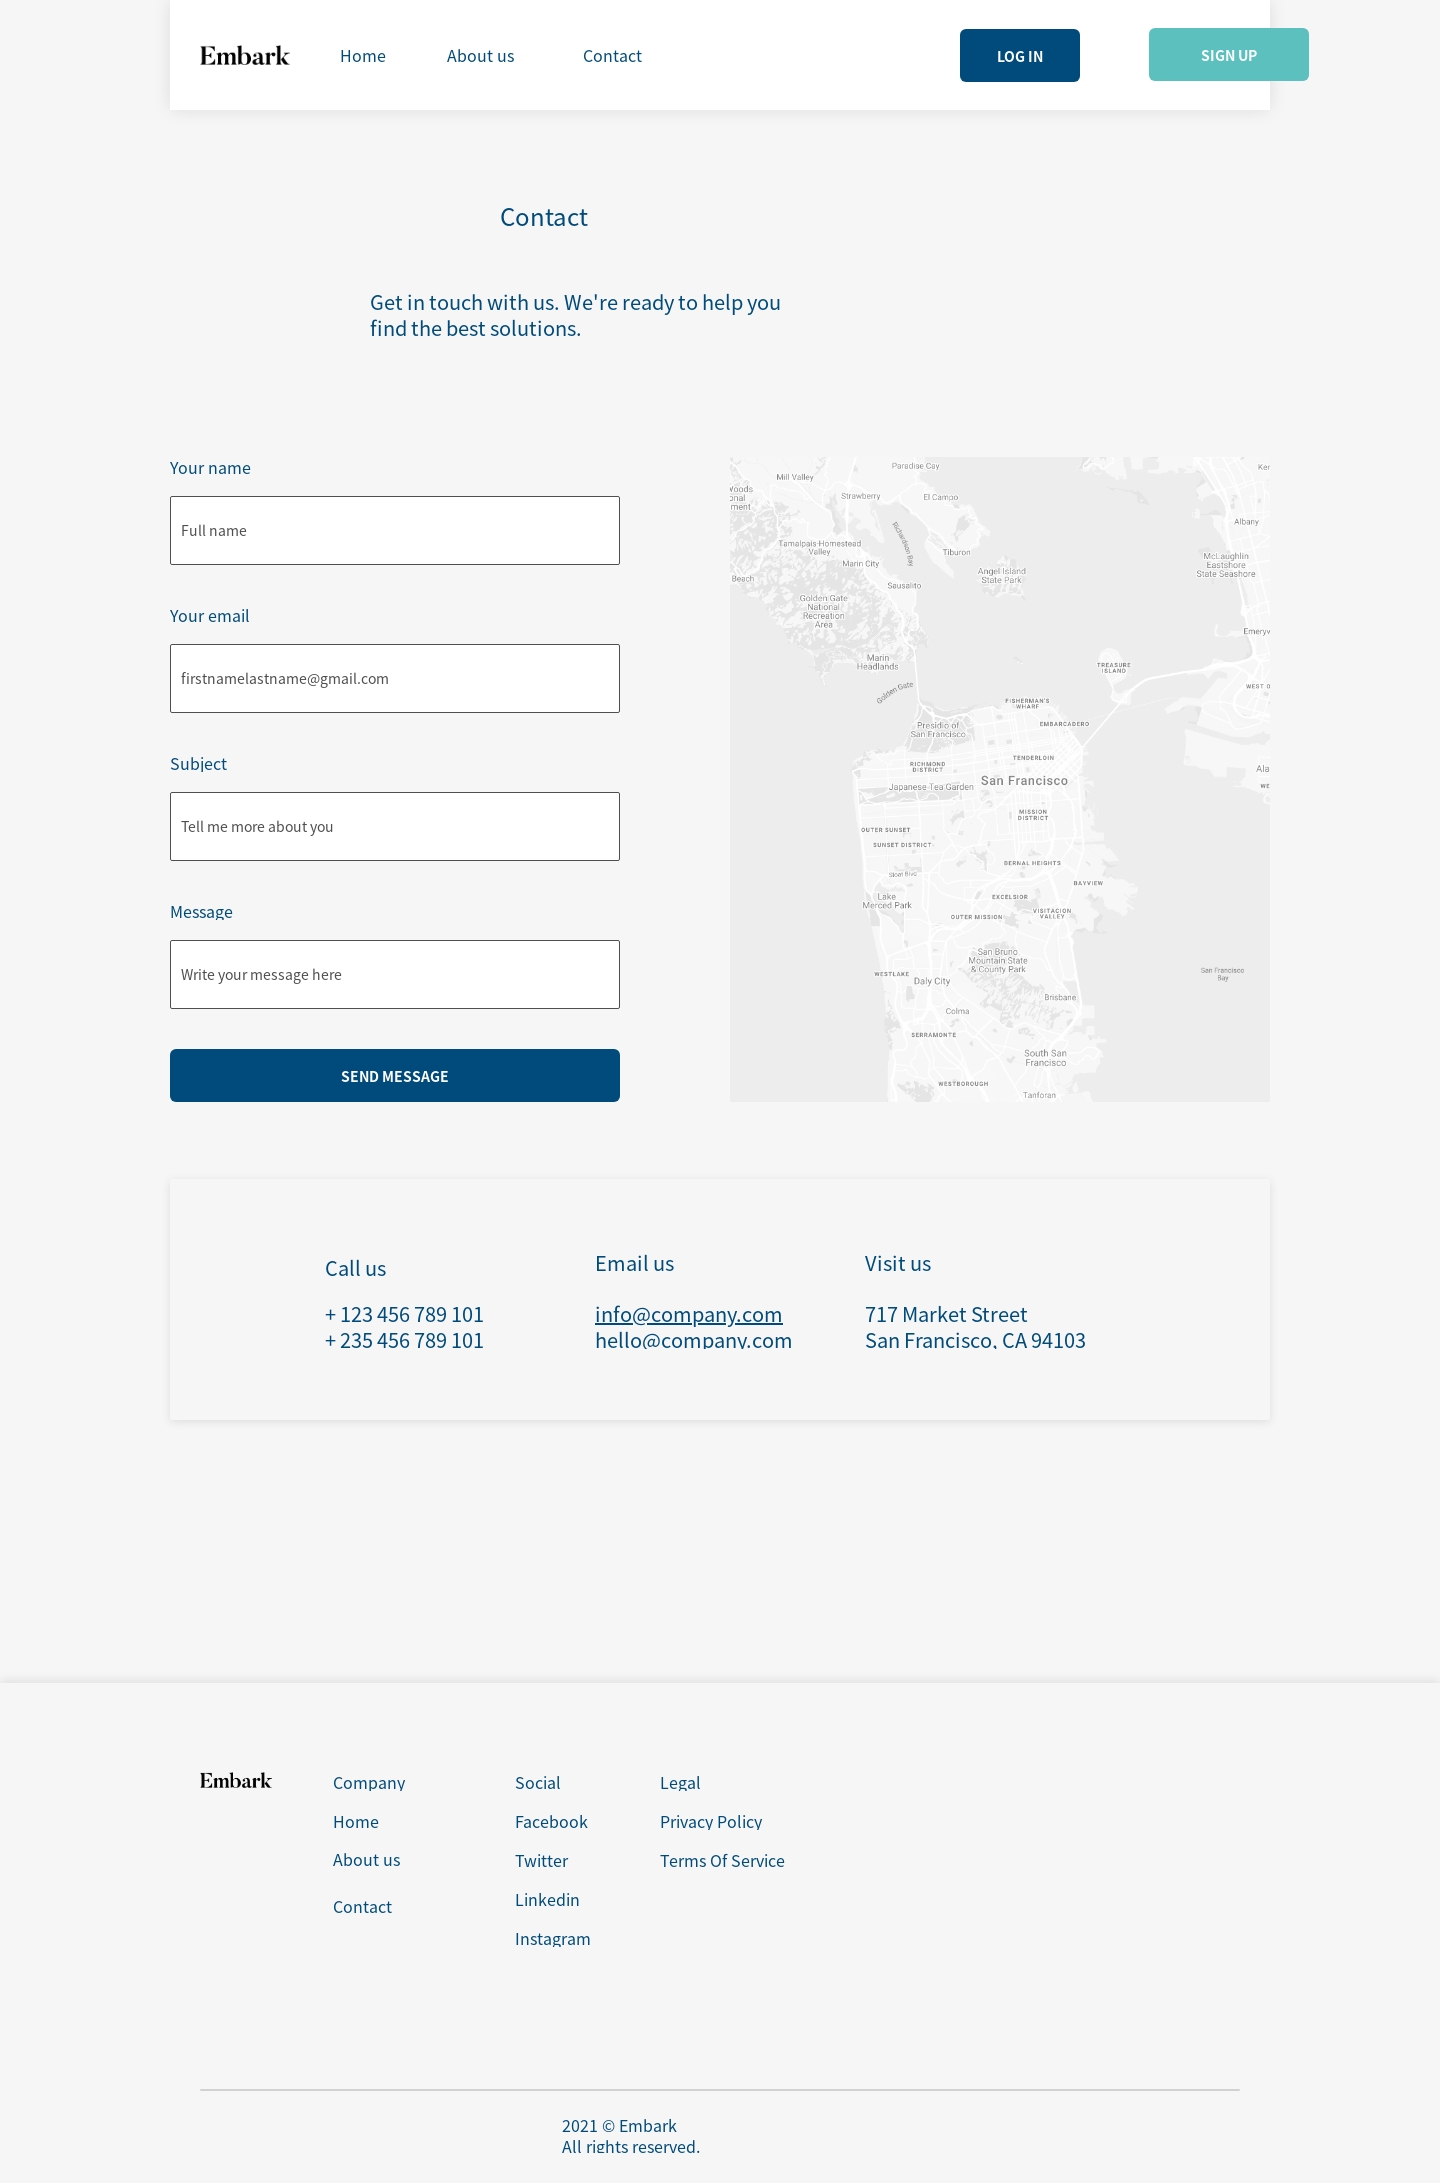 Embark
Home
About us
Contact
LOG IN
SIGN UP
Contact
Get in touch with us. We're ready to help you
find the best solutions.
Your name
Full name
Your email
firstnamelastname@gmail.com
Subject
Tell me more about you
Message
Write your message here
SEND MESSAGE
Paradise Cay
Mill Valley
Strawberry
El Campo
Richardson Bay
Albany
Tamalpais-Homestead
Valley
Marin City
Tiburon
McLaughlin
Eastshore
State Seashore
Beach
Sausalito
Angel Island
State Park
Golden Gate
National
Recreation
Area
Marin
Headlands
TREASURE
ISLAND
Golden Gate
FISHERMAN'S
WHARF
EMBARCADERO
Presidio of
San Francisco
TENDERLOIN
RICHMOND
DISTRICT
San Francisco
Japanese Tea Garden
MISSION
DISTRICT
OUTER SUNSET
SUNSET DISTRICT
BERNAL HEIGHTS
Sloat Blvd
BAYVIEW
EXCELSIOR
Lake
Merced Park
VISITACION
VALLEY
OUTER MISSION
San Bruno
Mountain State
& County Park
WESTLAKE
Daly City
San Francisco
Bay
Brisbane
Colma
SERRAMONTE
South San
Francisco
WESTBOROUGH
Tanforan
Call us
+ 123 456 789 101
+ 235 456 789 101
Email us
info@company.com
hello@company.com
Visit us
717 Market Street
San Francisco, CA 94103
Embark
Company
Home
About us
Contact
Social
Facebook
Twitter
Linkedin
Instagram
Legal
Privacy Policy
Terms Of Service
2021 © Embark
All rights reserved.